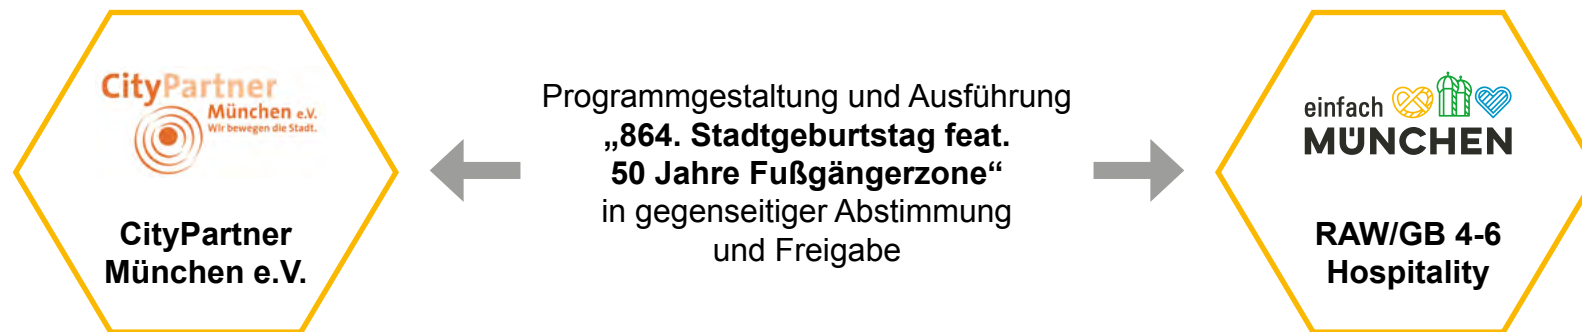 CityPartner
München e.V.
Wir bewegen die Stadt.
CityPartner
München e.V.
Programmgestaltung und Ausführung
„864. Stadtgeburtstag feat.
50 Jahre Fußgängerzone“
in gegenseitiger Abstimmung
und Freigabe
einfach
MÜNCHEN
RAW/GB 4-6
Hospitality